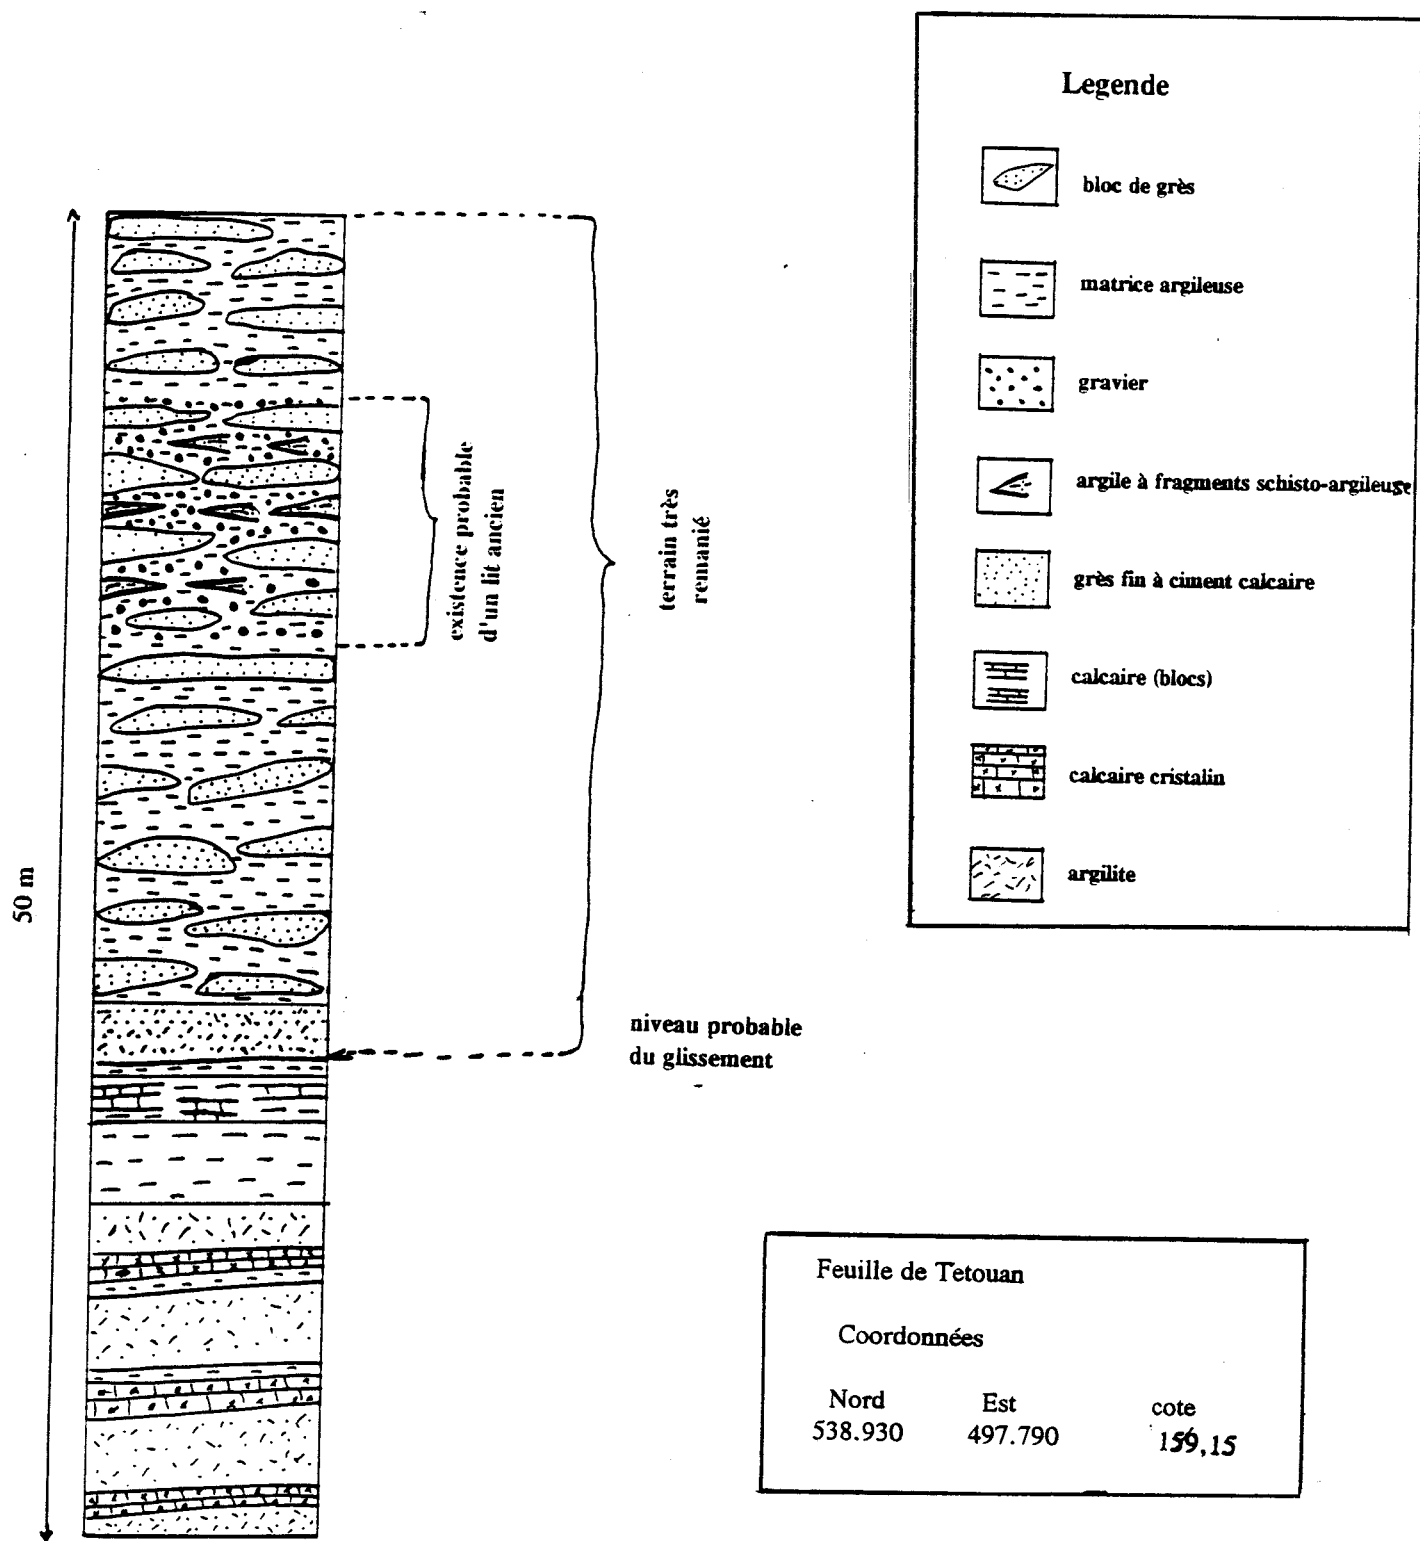 Legende
bloc de grès
matrice argileuse
gravier
argile à fragments schisto-argileuse
grès fin à ciment calcaire
calcaire (blocs)
calcaire cristalin
argilite
50 m
existence probable
d'un lit ancien
terrain très
remanié
niveau probable
du glissement
Feuille de Tetouan
Coordonnées
Nord Est cote
538.930 497.790 159,15